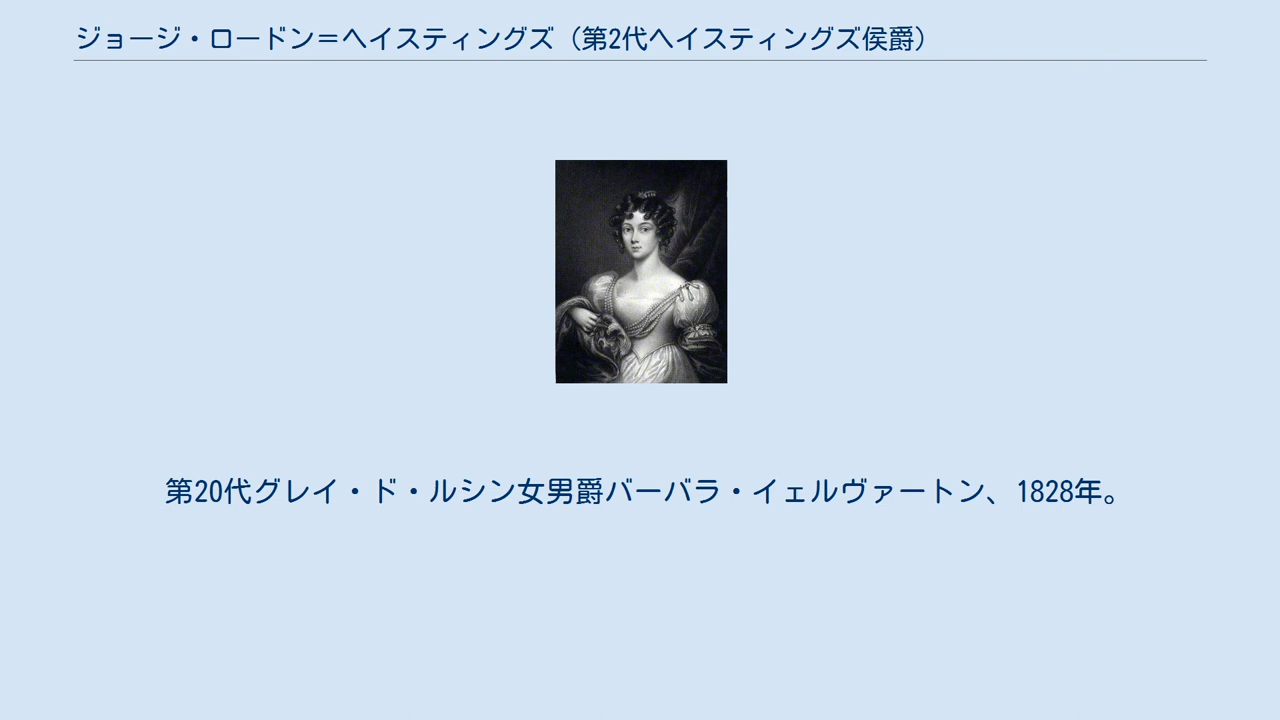 ジョージ・ロードン＝ヘイスティングズ（第2代ヘイスティングズ侯爵）
第20代グレイ・ド・ルシン女男爵バーバラ・イェルヴァートン、1828年。